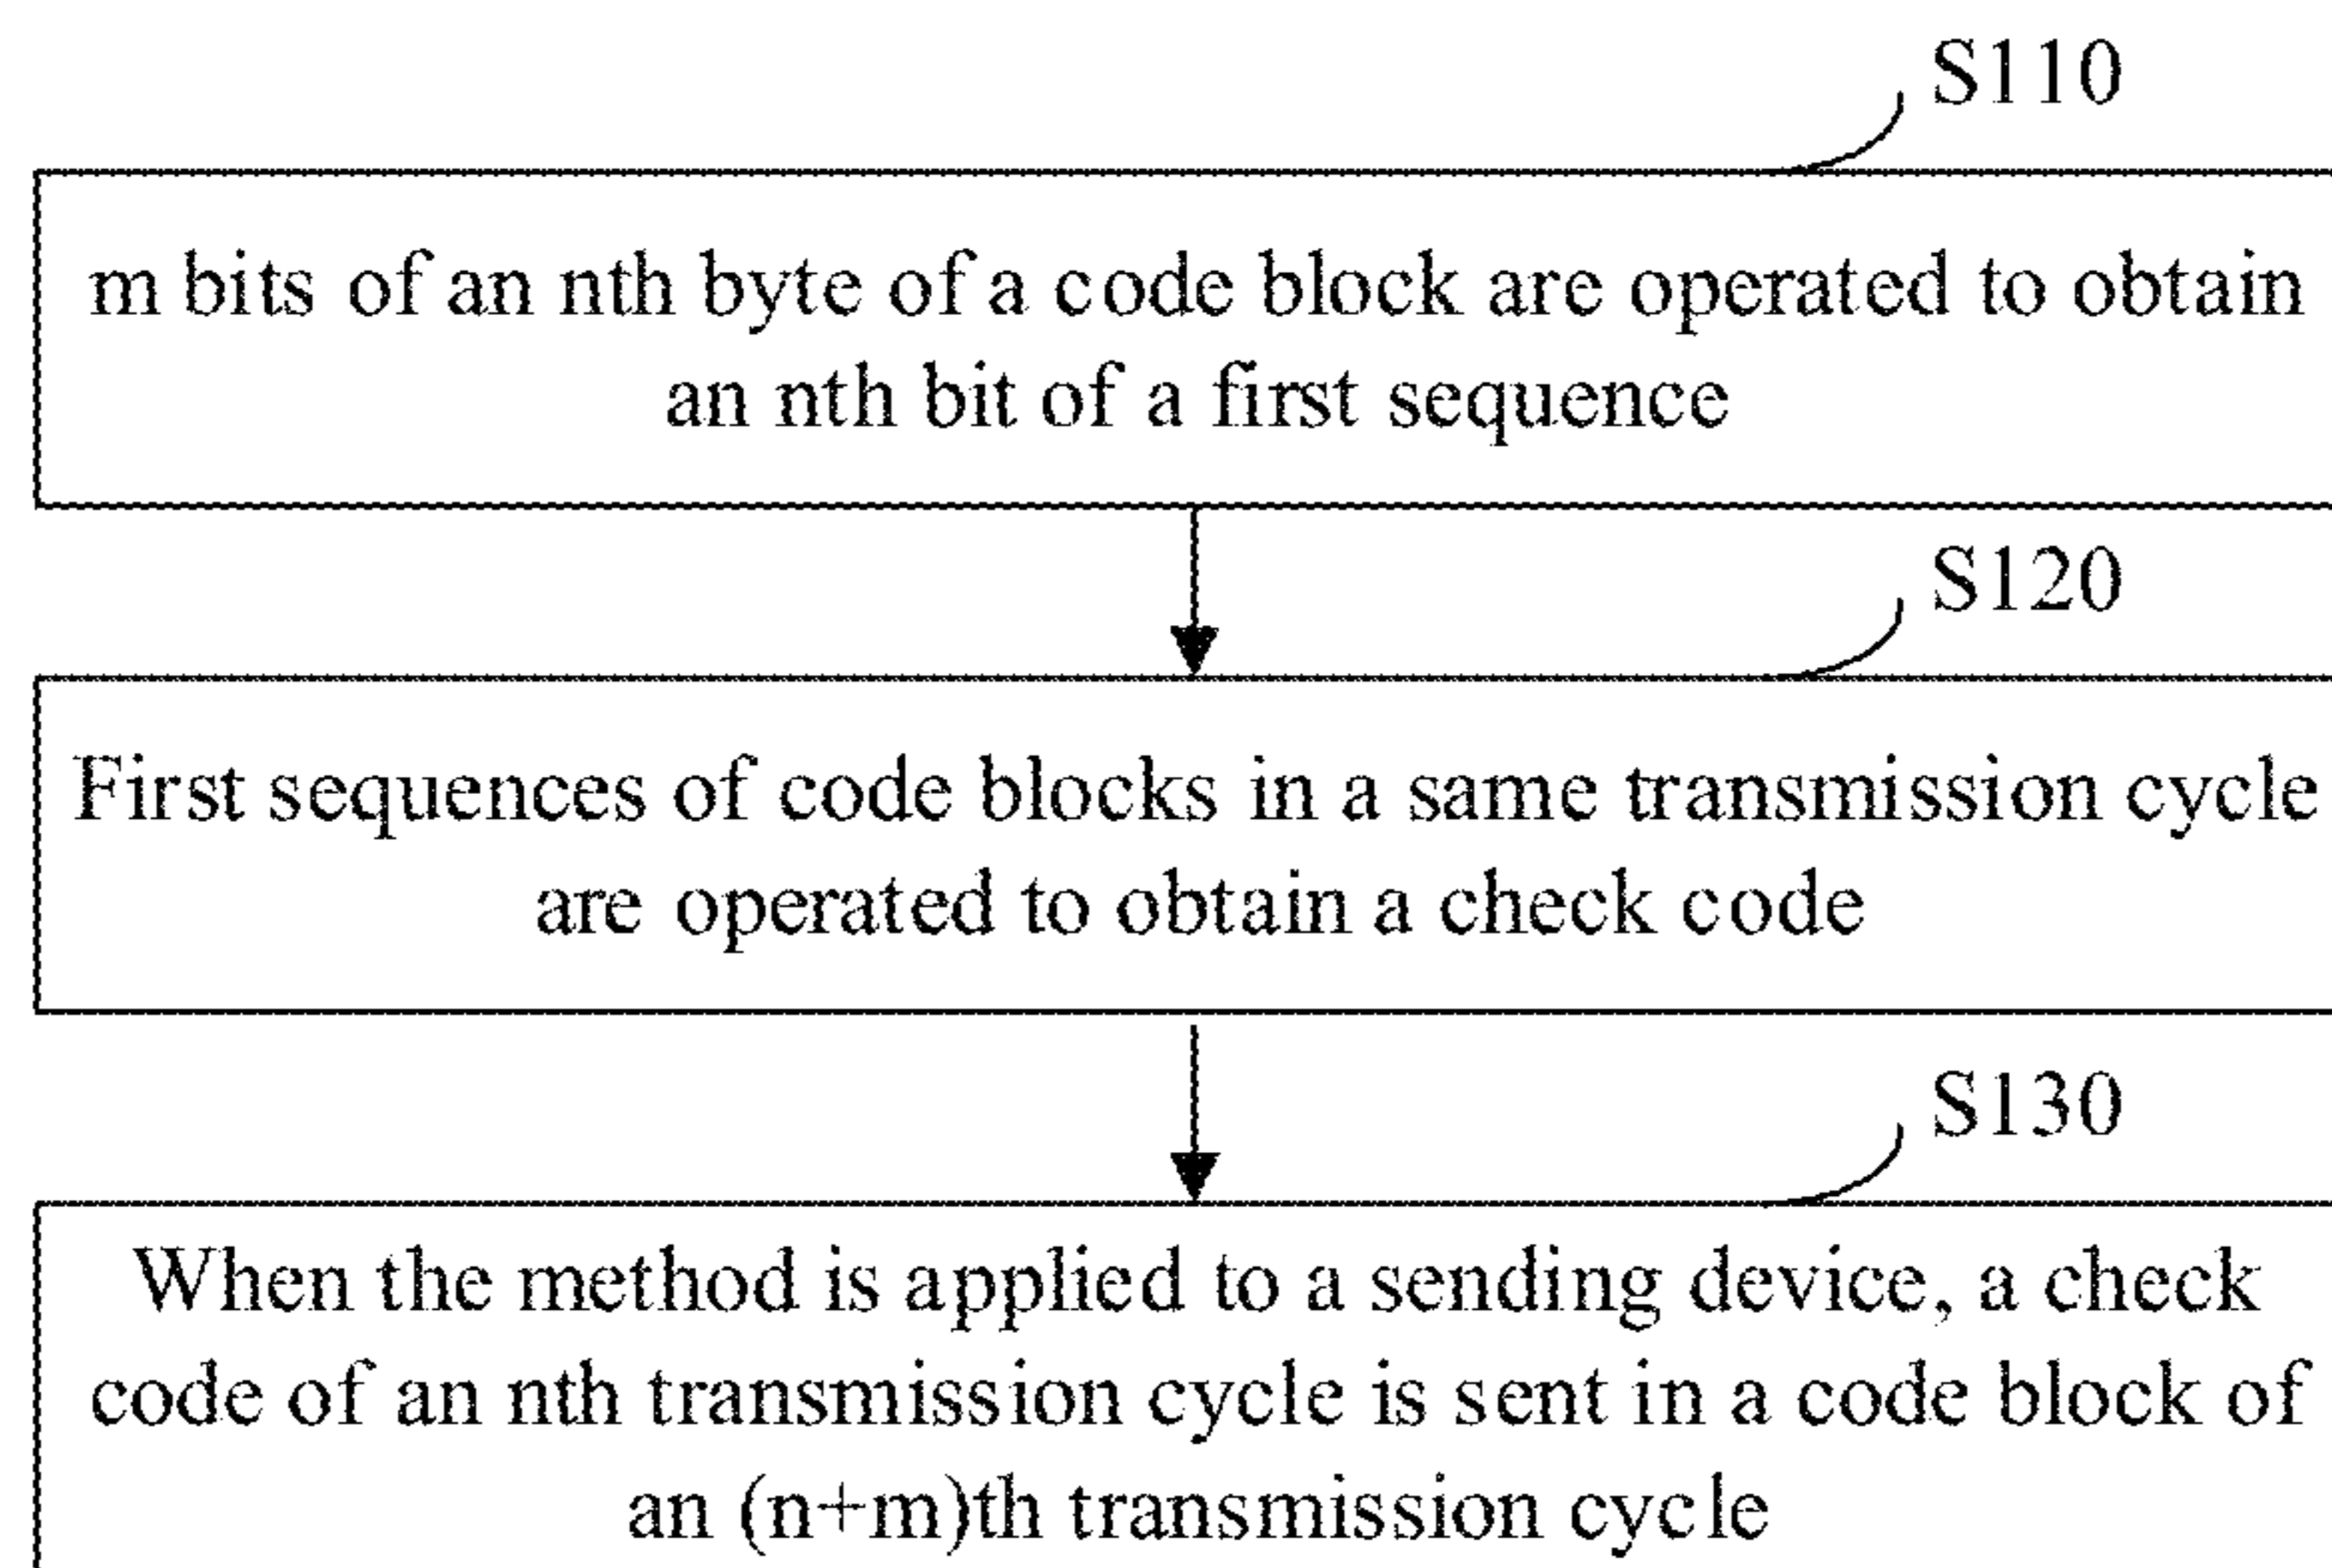 S110
m bits of an nth byte of a code block are operated to obtain
an nth bit of a first sequence
S120
First sequences of code blocks in a same transmission cycle
are operated to obtain a check code
S130
When the method is applied to a sending device, a check
code of an nth transmission cycle is sent in a code block of
an (n+m)th transmission cycle